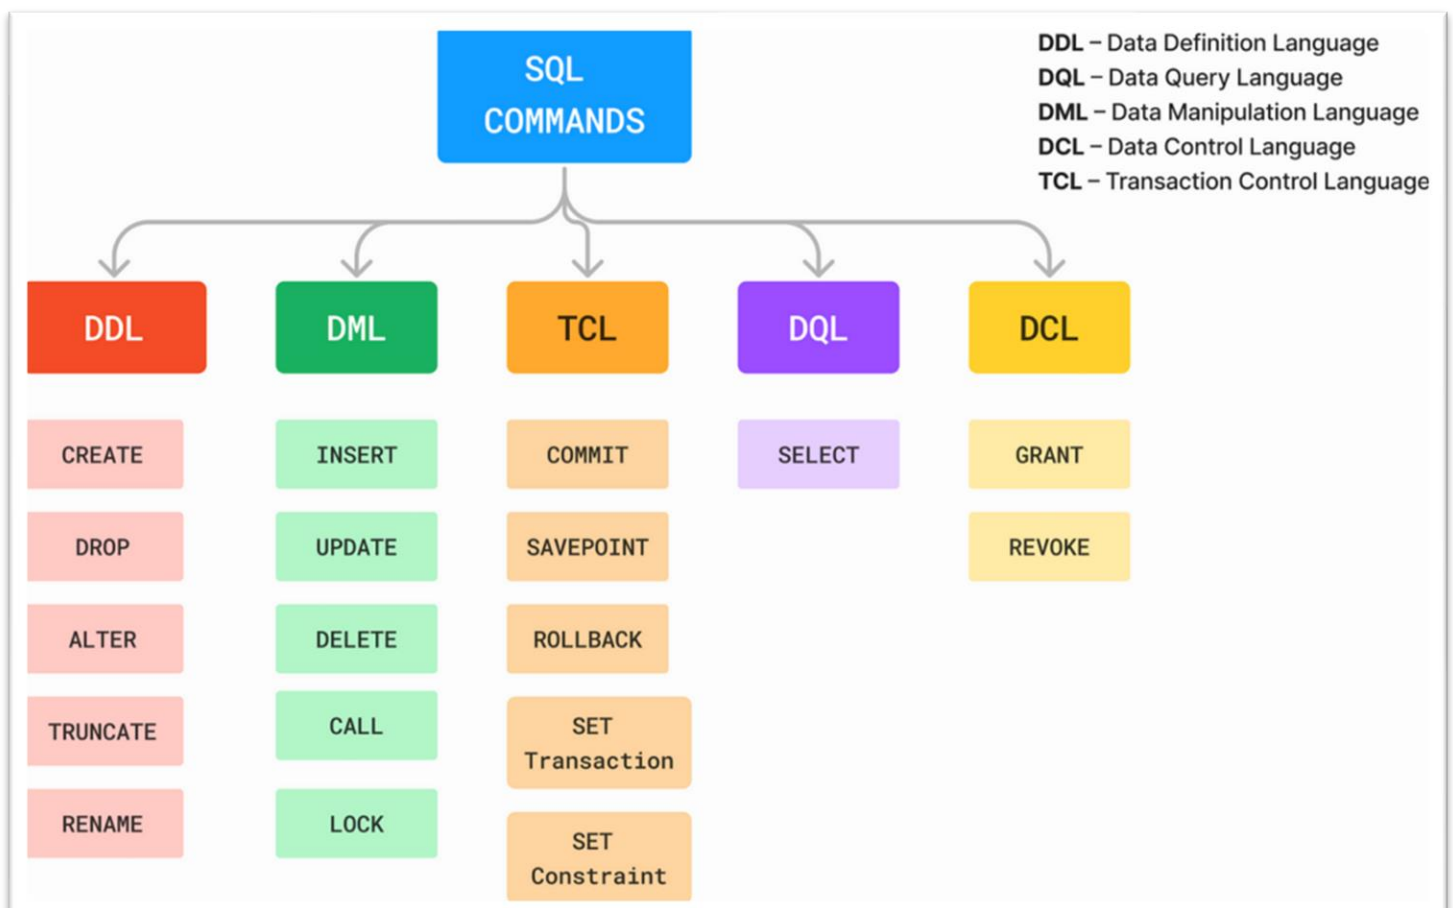 SQL
COMMANDS
DDL – Data Definition Language
DQL – Data Query Language
DML – Data Manipulation Language
DCL – Data Control Language
TCL – Transaction Control Language
DDL
DML
TCL
DQL
DCL
CREATE
INSERT
COMMIT
SELECT
GRANT
DROP
UPDATE
SAVEPOINT
REVOKE
ALTER
DELETE
ROLLBACK
TRUNCATE
CALL
SET
Transaction
RENAME
LOCK
SET
Constraint